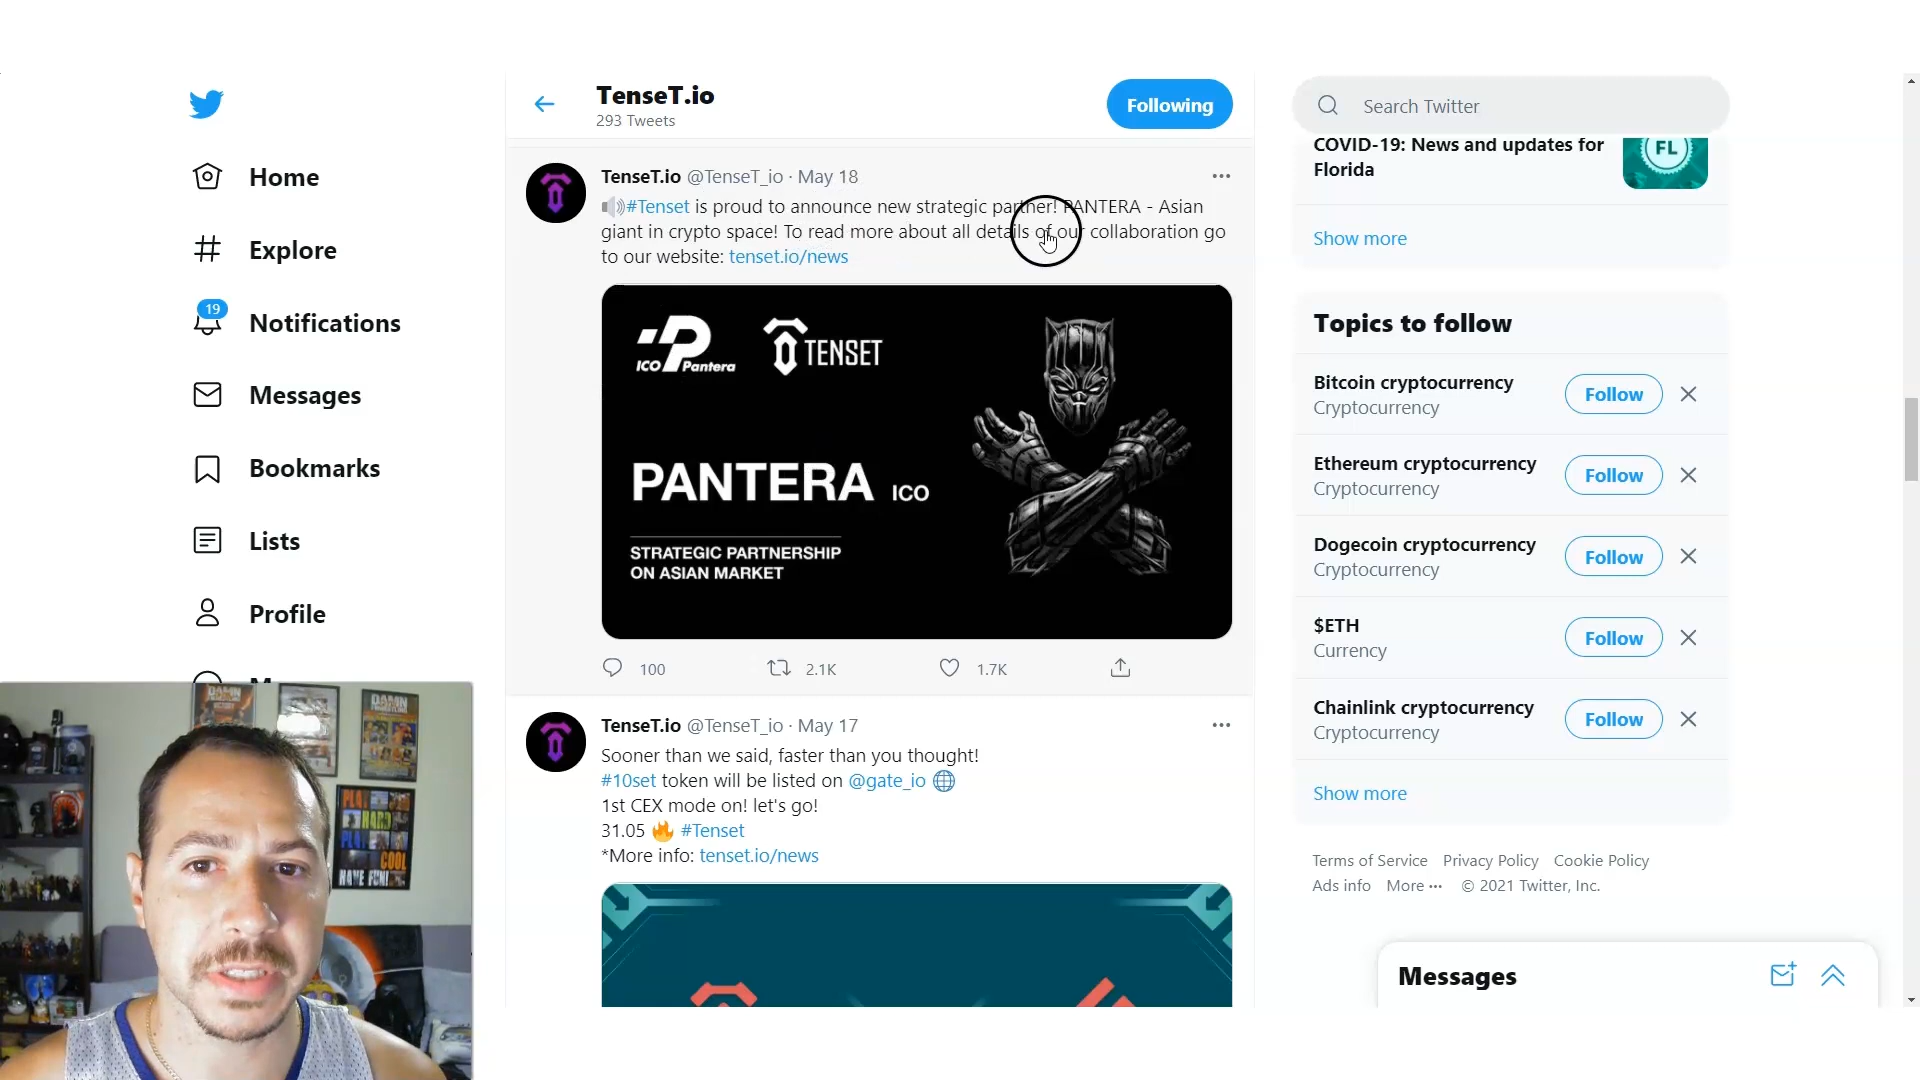 TenseT.io
293 Tweets
Following
Search Twitter
Home
Explore
19
Notifications
Messages
Bookmarks
Lists
Profile
TenseT.io @TenseT_io · May 18
#Tenset is proud to announce new strategic partner! PANTERA - Asian
giant in crypto space! To read more about all details of our collaboration go
to our website: tenset.io/news
P
ICO Pantera
TENSET
PANTERA ICO
STRATEGIC PARTNERSHIP
ON ASIAN MARKET
100 2.1K 1.7K
TenseT.io @TenseT_io · May 17
Sooner than we said, faster than you thought!
#10set token will be listed on @gate_io
1st CEX mode on! let's go!
31.05 #Tenset
*More info: tenset.io/news
COVID-19: News and updates for
Florida
FL
Show more
Topics to follow
Bitcoin cryptocurrency
Cryptocurrency
Follow
Ethereum cryptocurrency
Cryptocurrency
Follow
Dogecoin cryptocurrency
Cryptocurrency
Follow
$ETH
Currency
Follow
Chainlink cryptocurrency
Cryptocurrency
Follow
Show more
Terms of Service Privacy Policy Cookie Policy
Ads info More ··· © 2021 Twitter, Inc.
Messages
DAMN
DAMN
PLAY
HARD
COOL
HAVE FUN!